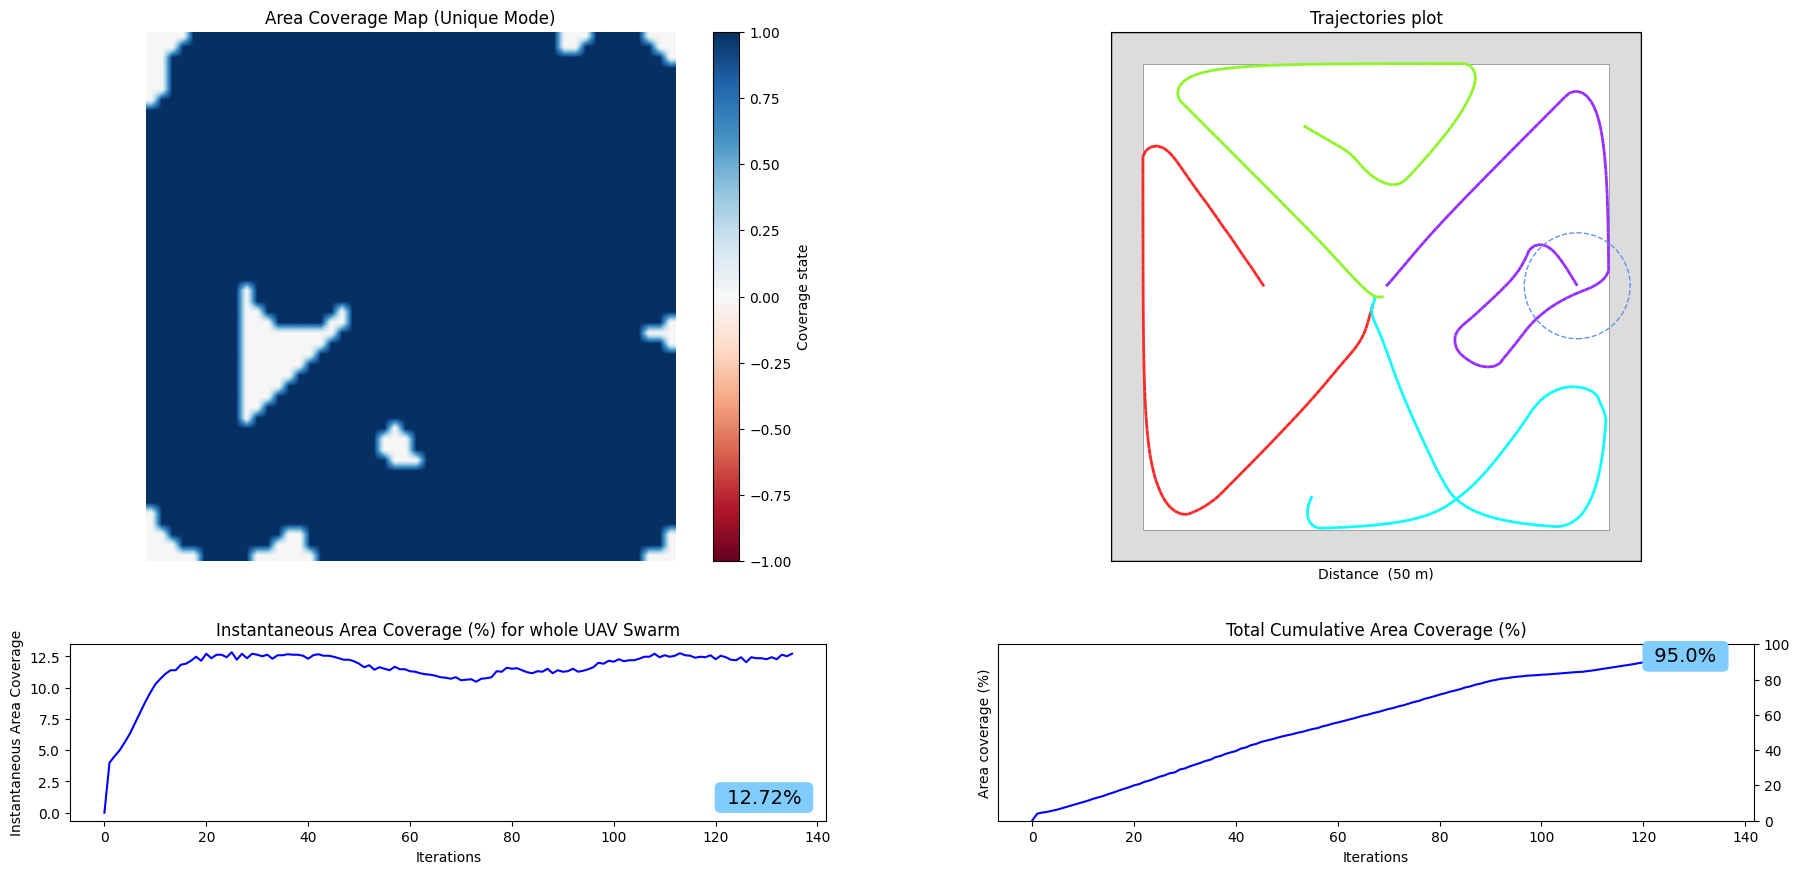 Area Coverage Map (Unique Mode)
1.00
0.75
0.50
0.25
0.00
−0.25
−0.50
−0.75
−1.00
Coverage state
Trajectories plot
Distance  (50 m)
Instantaneous Area Coverage (%) for whole UAV Swarm
Instantaneous Area Coverage
12.5
10.0
7.5
5.0
2.5
0.0
12.72%
0 20 40 60 80 100 120 140
Iterations
Total Cumulative Area Coverage (%)
Area coverage (%)
95.0%
100
80
60
40
20
0
0 20 40 60 80 100 120 140
Iterations